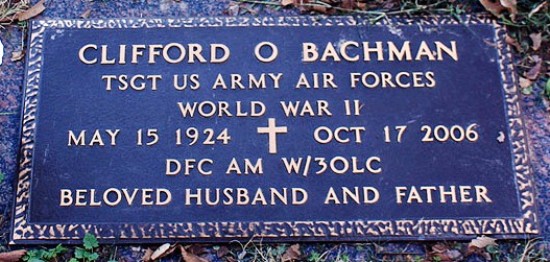 CLIFFORD O BACHMAN
TSGT US ARMY AIR FORCES
WORLD WAR II
MAY 15 1924 OCT 17 2006
DFC AM W/3OLC
BELOVED HUSBAND AND FATHER